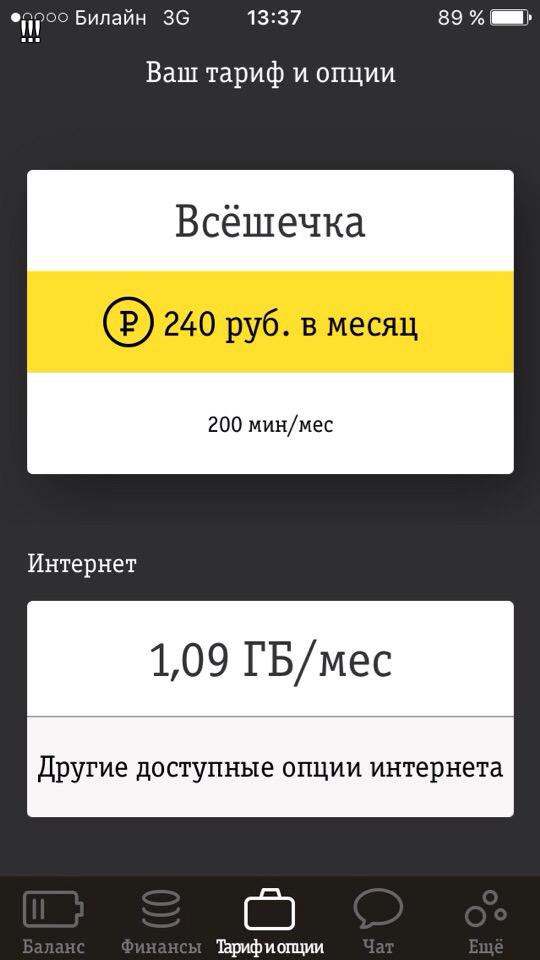 Билайн 3G 13:37 89 %
!!!
Ваш тариф и опции
Всёшечка
₽ 240 руб. в месяц
200 мин/мес
Интернет
1,09 ГБ/мес
Другие доступные опции интернета
Баланс Финансы Тариф и опции Чат Ещё